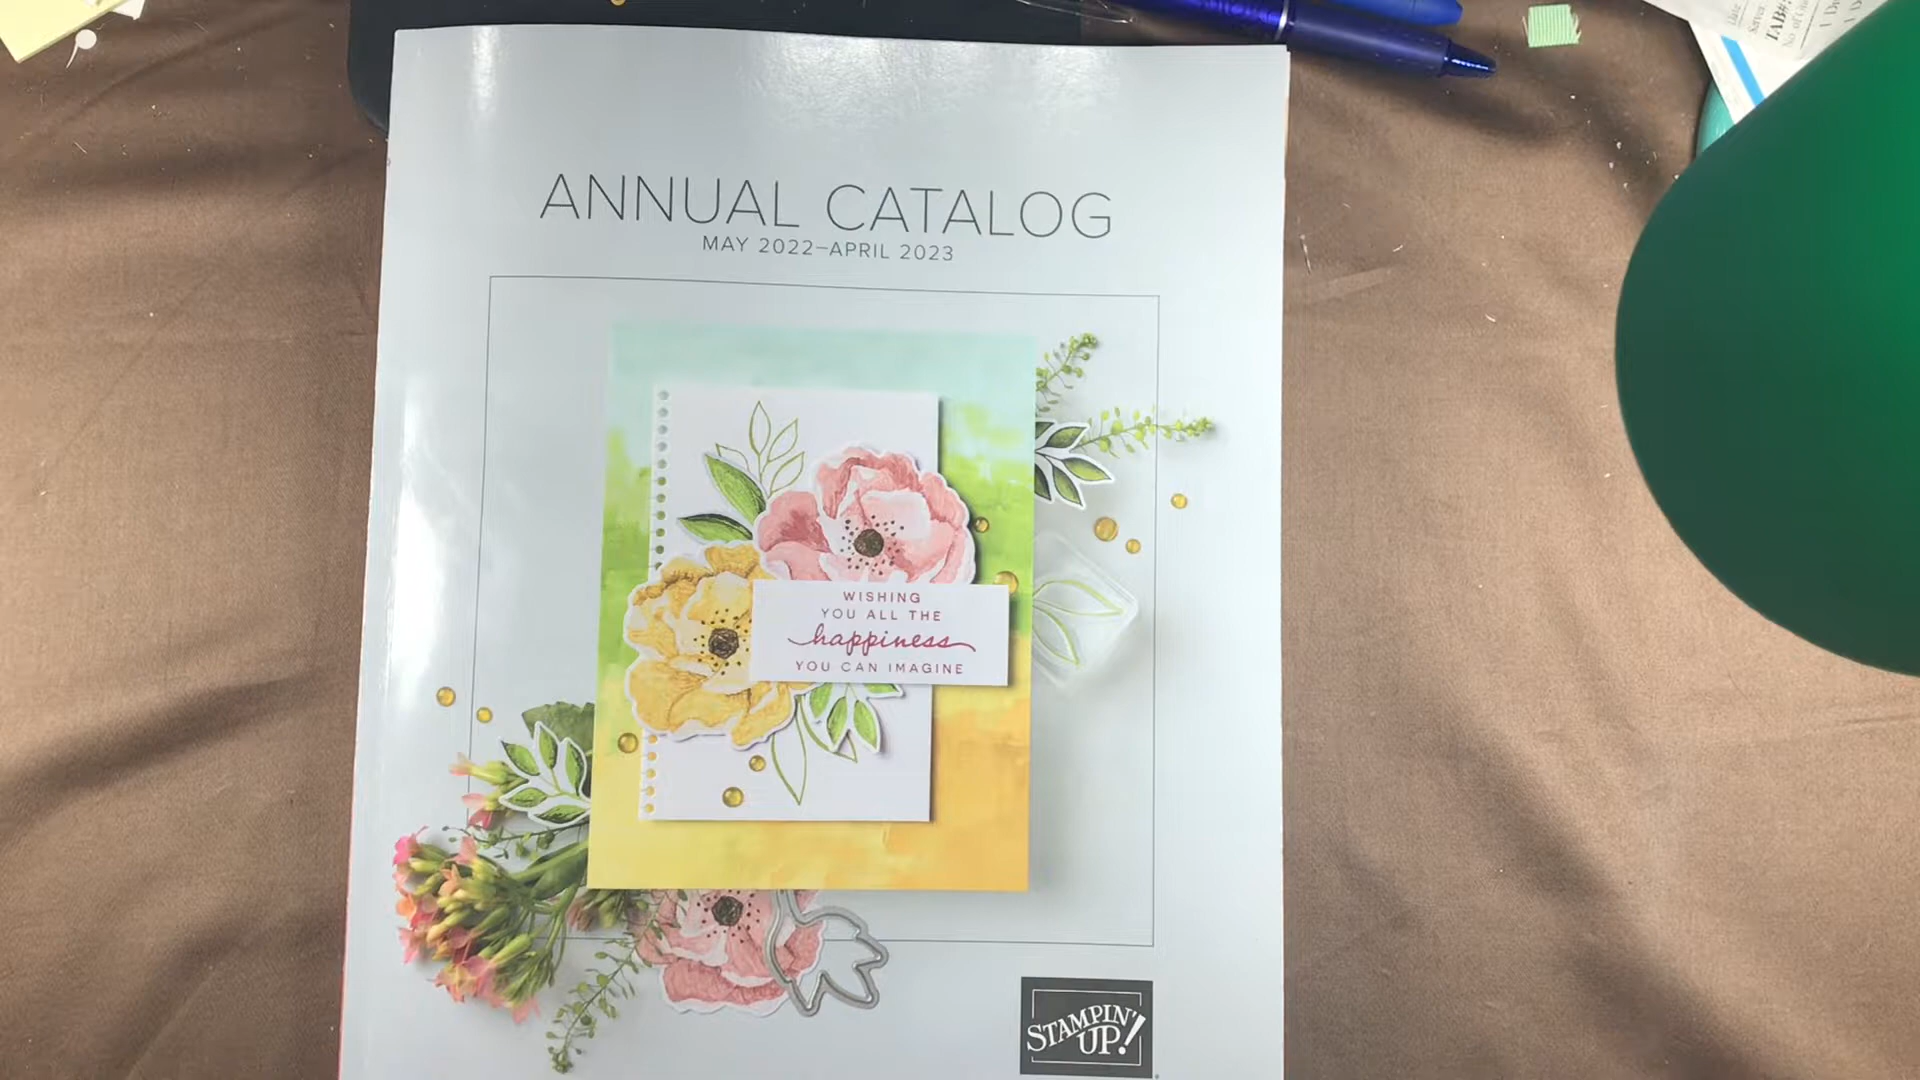 ANNUAL CATALOG
MAY 2022–APRIL 2023
WISHING
YOU ALL THE
happiness
YOU CAN IMAGINE
STAMPIN'
UP!